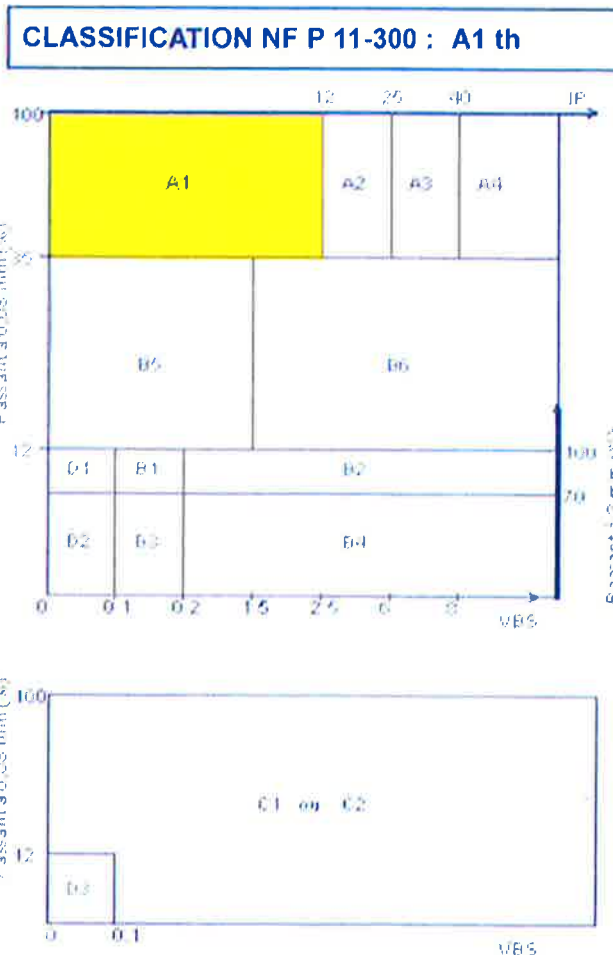 CLASSIFICATION NF P 11-300 : A1 th
12 25 40 IP
100
A1 A2 A3 A4
35
B5 B6
12 100
D1 B1 B2
70
D2 B3 B4
0 0.1 0.2 1.5 2.5 6 8
VBS
100
C1 ou C2
12
D3
0 0.1
VBS